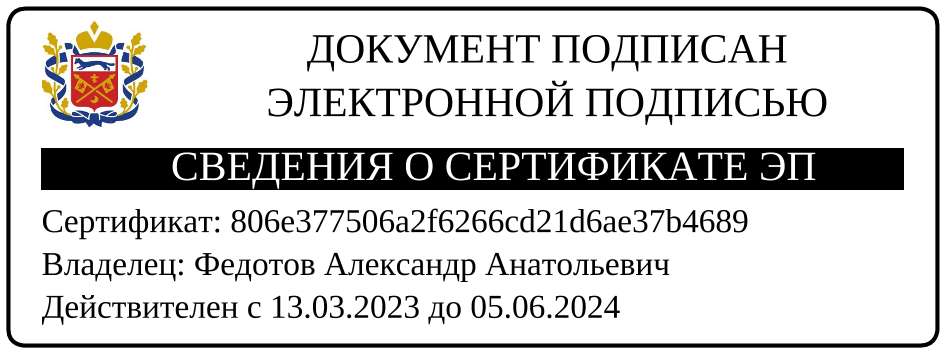 ДОКУМЕНТ ПОДПИСАН
ЭЛЕКТРОННОЙ ПОДПИСЬЮ
СВЕДЕНИЯ О СЕРТИФИКАТЕ ЭП
Сертификат: 806e377506a2f6266cd21d6ae37b4689
Владелец: Федотов Александр Анатольевич
Действителен с 13.03.2023 до 05.06.2024